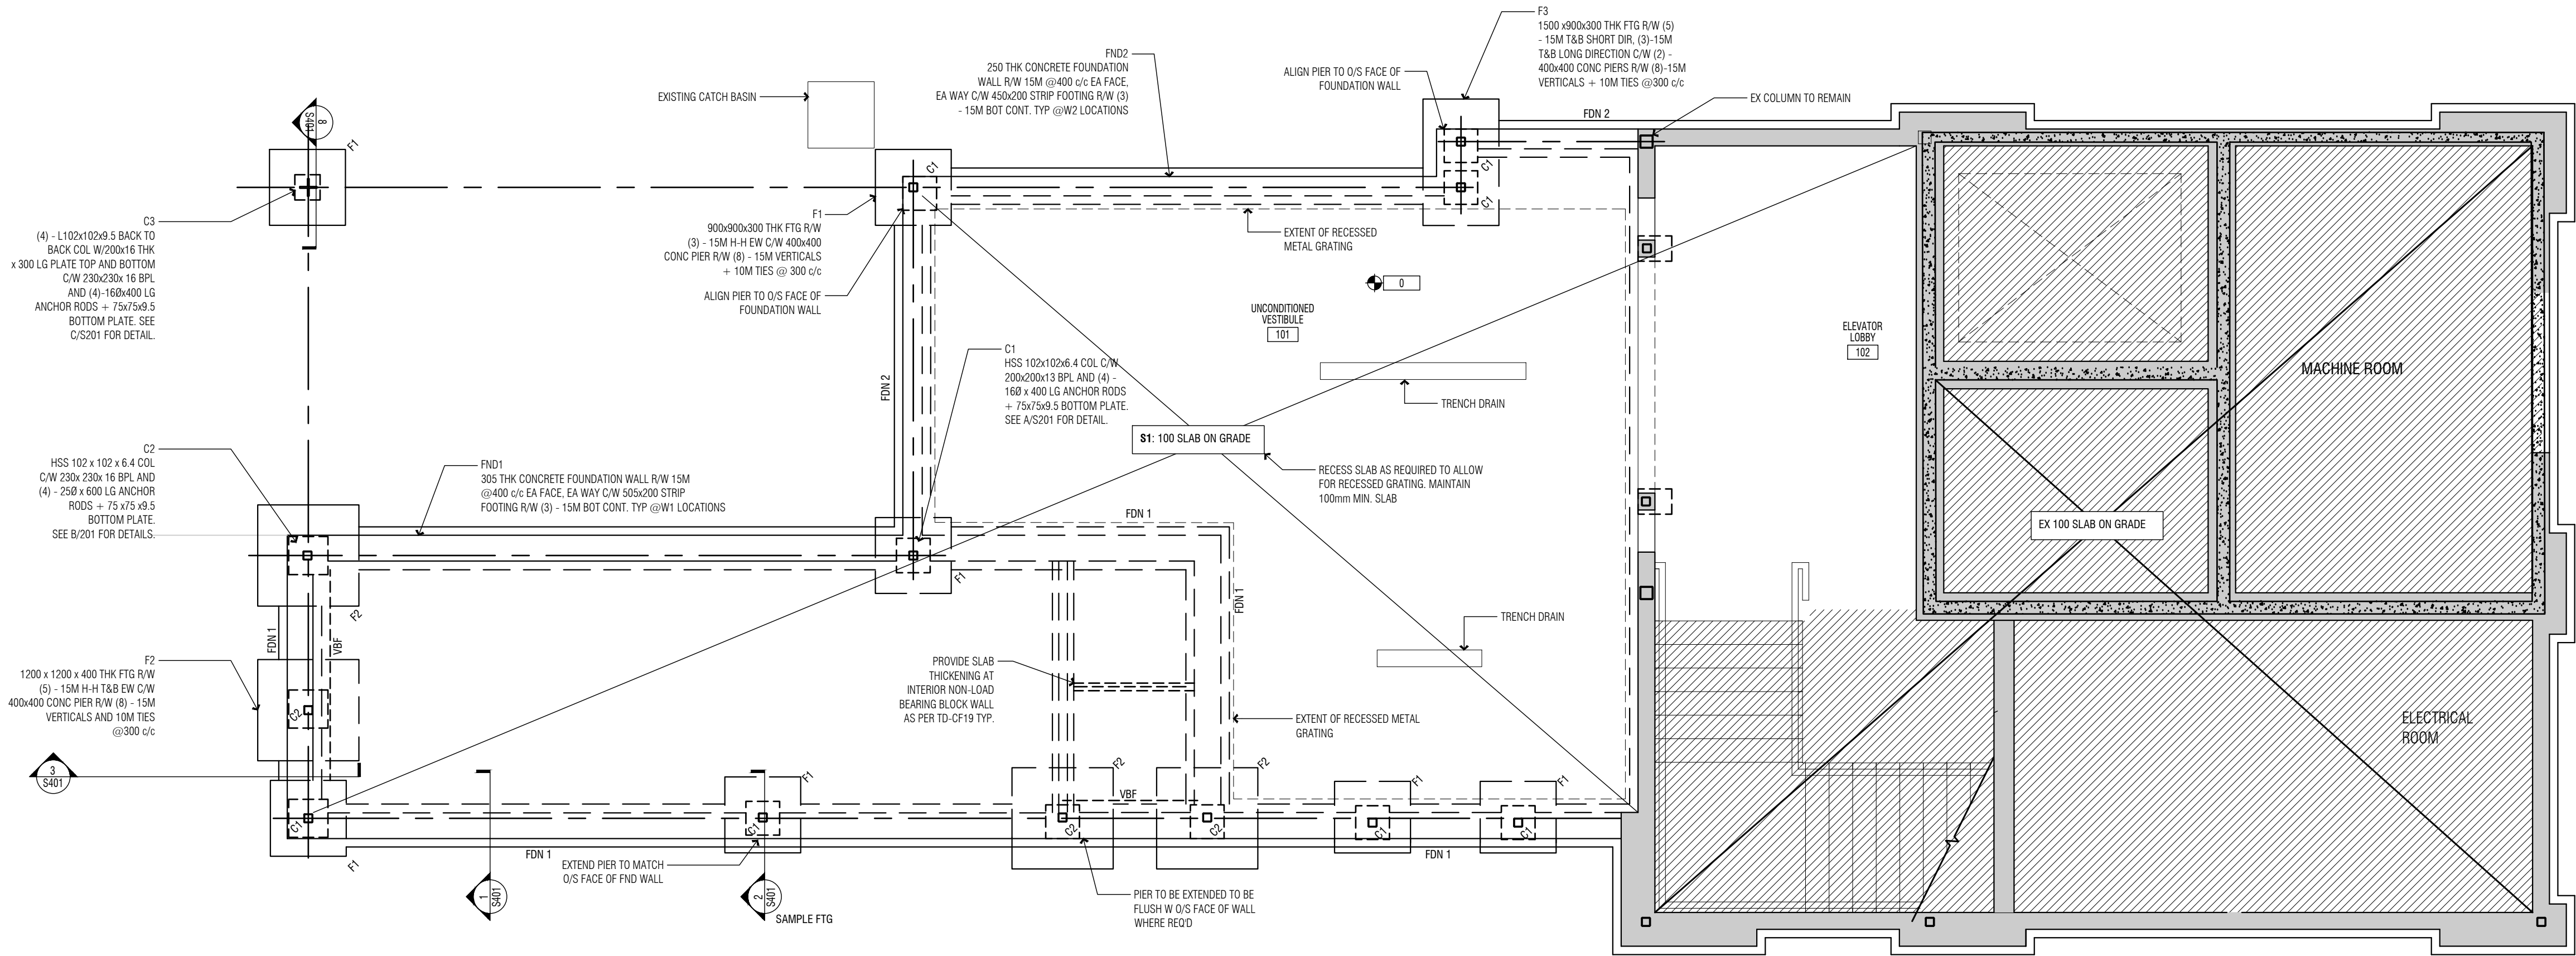 F3
1500 x900x300 THK FTG R/W (5)
- 15M T&B SHORT DIR, (3)-15M
T&B LONG DIRECTION C/W (2) -
400x400 CONC PIERS R/W (8)-15M
VERTICALS + 10M TIES @300 c/c
FND2
250 THK CONCRETE FOUNDATION
WALL R/W 15M @400 c/c EA FACE,
EA WAY C/W 450x200 STRIP FOOTING R/W (3)
- 15M BOT CONT. TYP @W2 LOCATIONS
ALIGN PIER TO O/S FACE OF
FOUNDATION WALL
EXISTING CATCH BASIN
EX COLUMN TO REMAIN
FDN 2
8
S401
F1
C1
C1
C1
C3
(4) - L102x102x9.5 BACK TO
BACK COL W/200x16 THK
x 300 LG PLATE TOP AND BOTTOM
C/W 230x230x 16 BPL
AND (4)-16Ø x400 LG
ANCHOR RODS + 75x75x9.5
BOTTOM PLATE. SEE
C/S201 FOR DETAIL.
F1
900x900x300 THK FTG R/W
(3) - 15M H-H EW C/W 400x400
CONC PIER R/W (8) - 15M VERTICALS
+ 10M TIES @ 300 c/c
ALIGN PIER TO O/S FACE OF
FOUNDATION WALL
EXTENT OF RECESSED
METAL GRATING
0
UNCONDITIONED
VESTIBULE
101
ELEVATOR
LOBBY
102
MACHINE ROOM
C1
HSS 102x102x6.4 COL C/W
200x200x13 BPL AND (4) -
16Ø x 400 LG ANCHOR RODS
+ 75x75x9.5 BOTTOM PLATE.
SEE A/S201 FOR DETAIL.
FDN 2
TRENCH DRAIN
S1: 100 SLAB ON GRADE
RECESS SLAB AS REQUIRED TO ALLOW
FOR RECESSED GRATING. MAINTAIN
100mm MIN. SLAB
C2
HSS 102 x 102 x 6.4 COL
C/W 230x 230x 16 BPL AND
(4) - 25Ø x 600 LG ANCHOR
RODS + 75 x75 x9.5
BOTTOM PLATE.
SEE B/201 FOR DETAILS.
FND1
305 THK CONCRETE FOUNDATION WALL R/W 15M
@400 c/c EA FACE, EA WAY C/W 505x200 STRIP
FOOTING R/W (3) - 15M BOT CONT. TYP @W1 LOCATIONS
FDN 1
EX 100 SLAB ON GRADE
F1
FDN 1
F2
FDN 1
VBF
TRENCH DRAIN
F2
1200 x 1200 x 400 THK FTG R/W
(5) - 15M H-H T&B EW C/W
400x400 CONC PIER R/W (8) - 15M
VERTICALS AND 10M TIES
@300 c/c
C2
PROVIDE SLAB
THICKENING AT
INTERIOR NON-LOAD
BEARING BLOCK WALL
AS PER TD-CF19 TYP.
EXTENT OF RECESSED METAL
GRATING
ELECTRICAL
ROOM
3
S401
F1
F2
F2
F1
F1
VBF
C1
C1
C2
C2
C1
C1
F1
FDN 1
FDN 1
EXTEND PIER TO MATCH
O/S FACE OF FND WALL
1
S401
2
S401
SAMPLE FTG
PIER TO BE EXTENDED TO BE
FLUSH W O/S FACE OF WALL
WHERE REQ'D